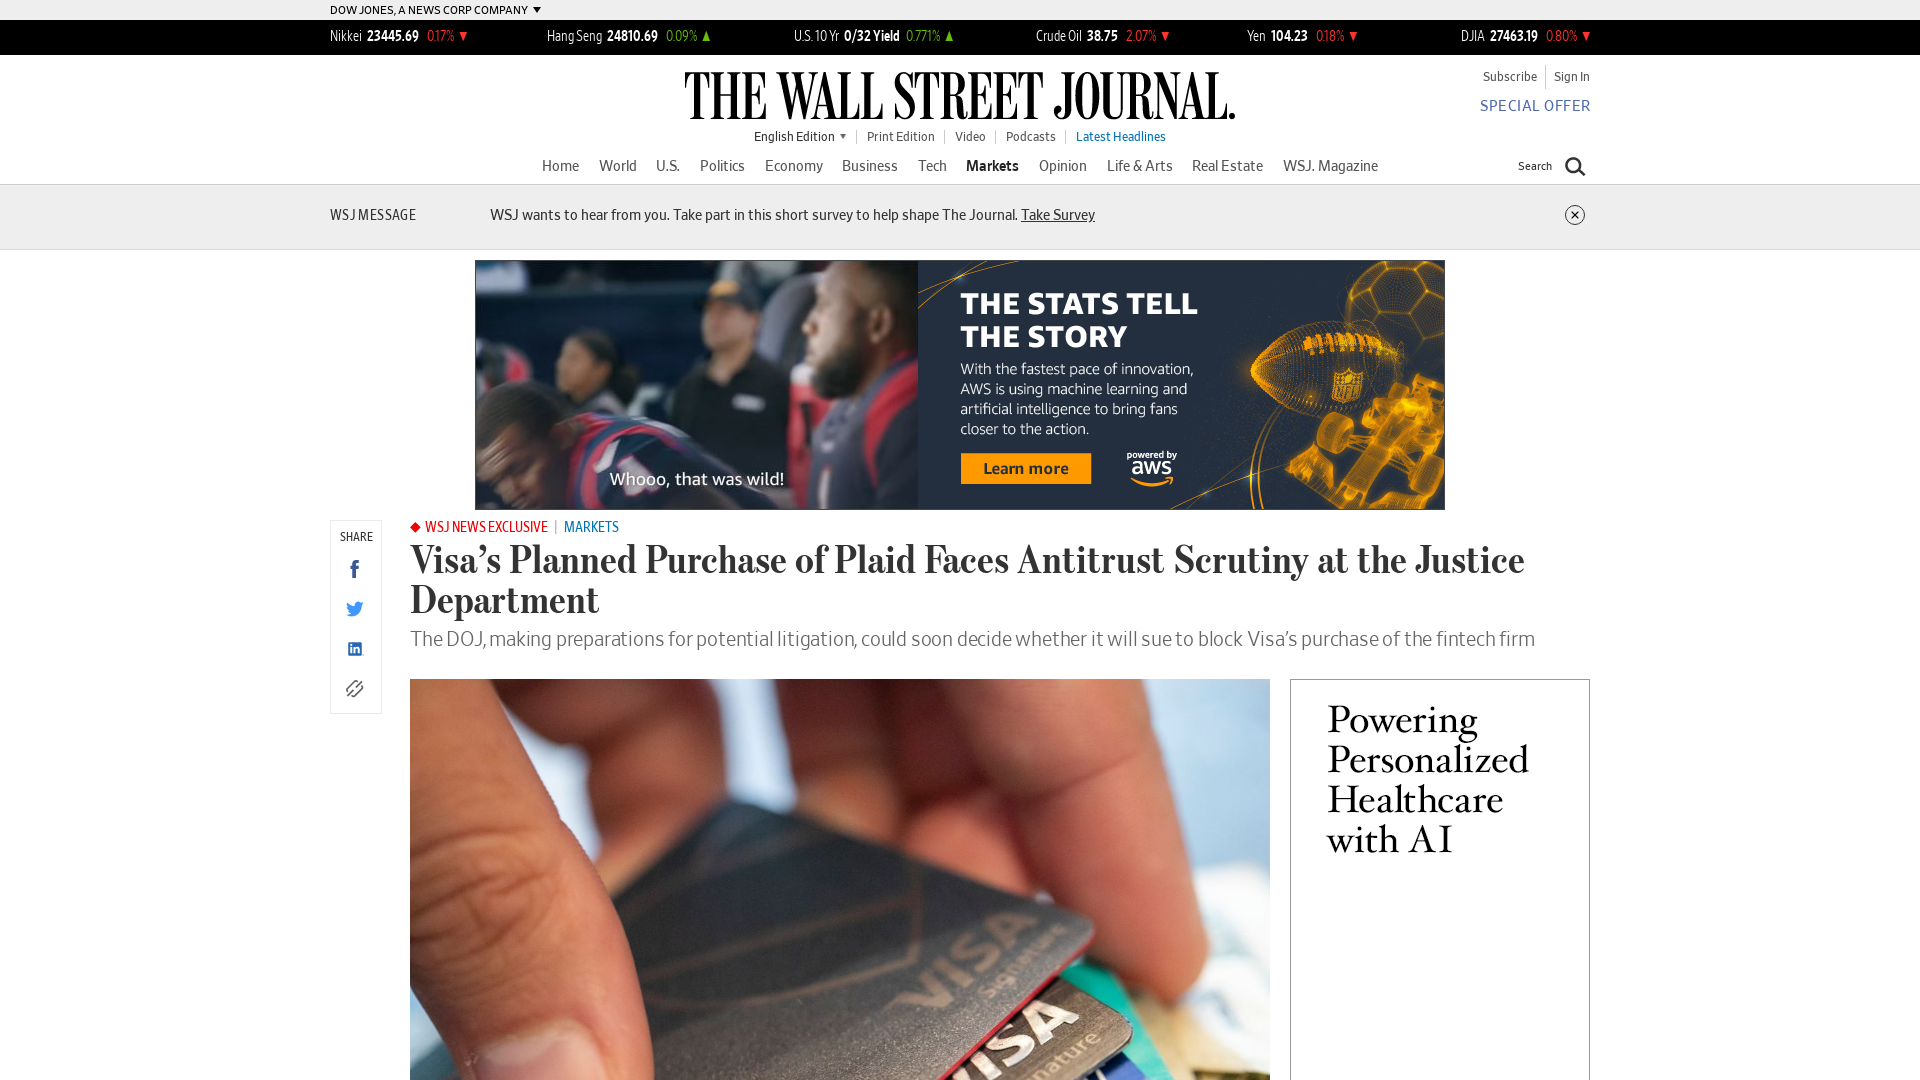 DOW JONES, A NEWS CORP COMPANY
Nikkei 23445.69 0.17% Hang Seng 24810.69 0.09% U.S. 10 Yr 0/32 Yield 0.771% Crude Oil 38.75 2.07% Yen 104.23 0.18% DJIA 27463.19 0.80%
THE WALL STREET JOURNAL.
Subscribe Sign In
SPECIAL OFFER
English Edition Print Edition Video Podcasts Latest Headlines
Home World U.S. Politics Economy Business Tech Markets Opinion Life & Arts Real Estate WSJ. Magazine Search
WSJ MESSAGE WSJ wants to hear from you. Take part in this short survey to help shape The Journal. Take Survey
Whooo, that was wild!
THE STATS TELL
THE STORY
With the fastest pace of innovation,
AWS is using machine learning and
artificial intelligence to bring fans
closer to the action.
Learn more
powered by
aws
NFL
SHARE
WSJ NEWS EXCLUSIVE | MARKETS
Visa’s Planned Purchase of Plaid Faces Antitrust Scrutiny at the Justice
Department
The DOJ, making preparations for potential litigation, could soon decide whether it will sue to block Visa’s purchase of the fintech firm
VISA
Signature
VISA
Powering
Personalized
Healthcare
with AI